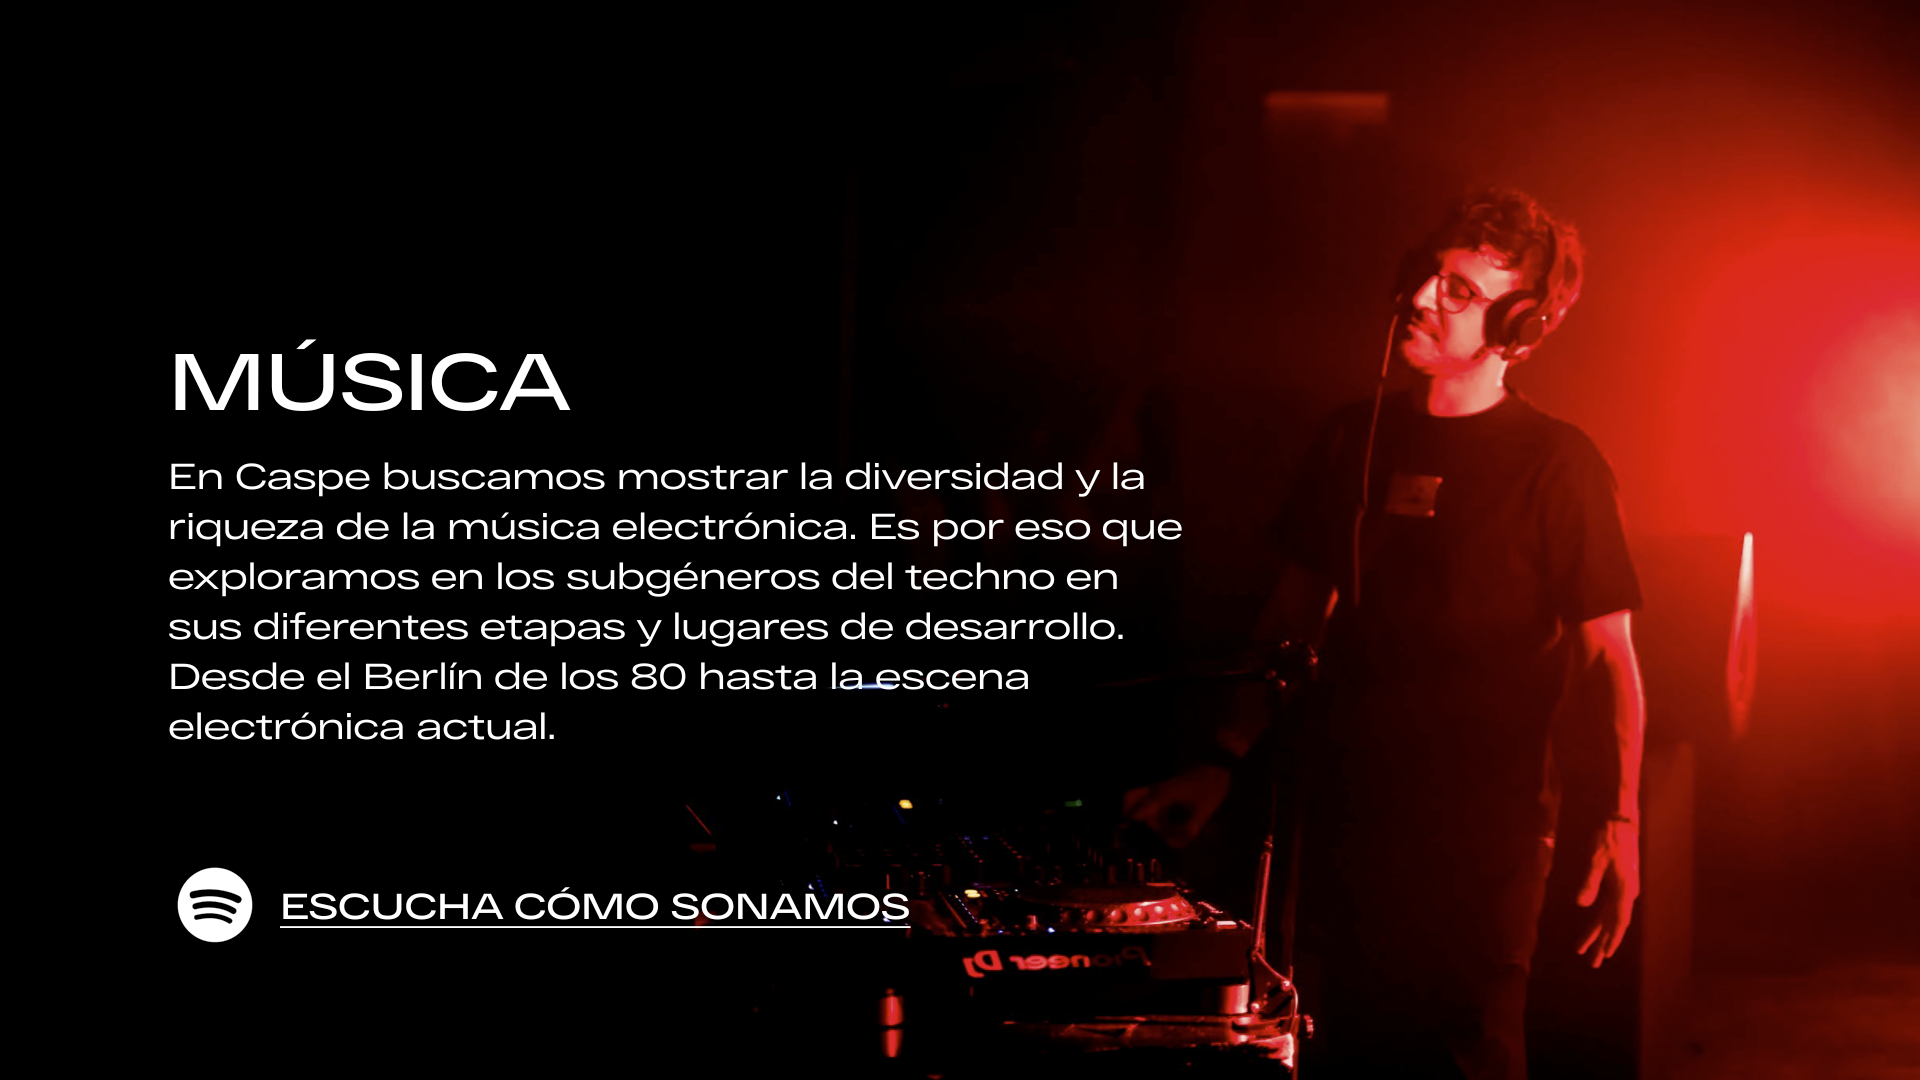 MÚSICA
En Caspe buscamos mostrar la diversidad y la
riqueza de la música electrónica. Es por eso que
exploramos en los subgéneros del techno en
sus diferentes etapas y lugares de desarrollo.
Desde el Berlín de los 80 hasta la escena
electrónica actual.
ESCUCHA CÓMO SONAMOS
Pioneer Dj